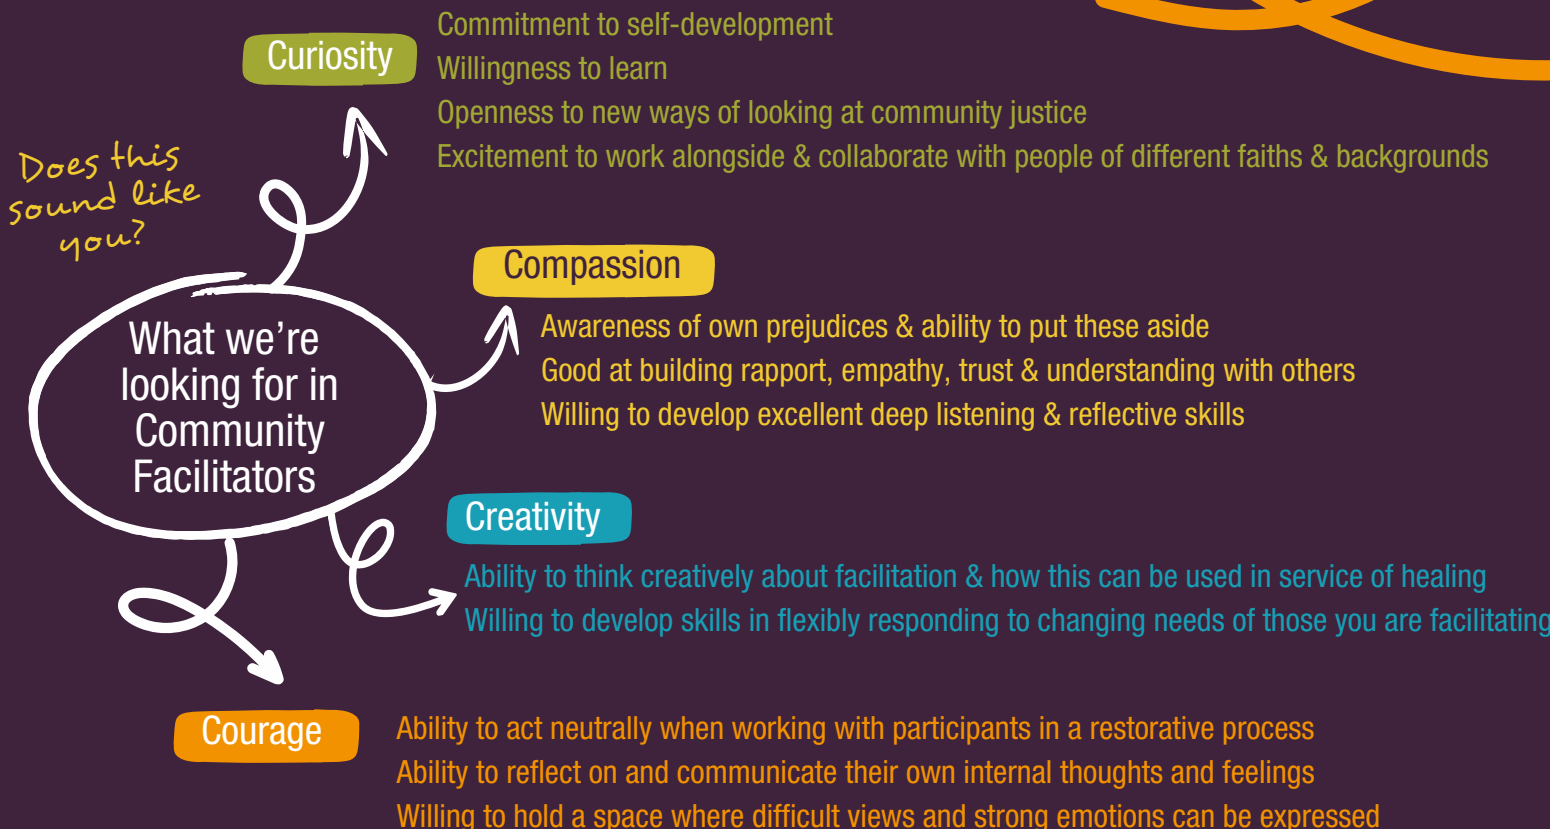 Does this
sound like
you?
What we're
looking for in
Community
Facilitators
Curiosity
Commitment to self-development
Willingness to learn
Openness to new ways of looking at community justice
Excitement to work alongside & collaborate with people of different faiths & backgrounds
Compassion
Awareness of own prejudices & ability to put these aside
Good at building rapport, empathy, trust & understanding with others
Willing to develop excellent deep listening & reflective skills
Creativity
Ability to think creatively about facilitation & how this can be used in service of healing
Willing to develop skills in flexibly responding to changing needs of those you are facilitating
Courage
Ability to act neutrally when working with participants in a restorative process
Ability to reflect on and communicate their own internal thoughts and feelings
Willing to hold a space where difficult views and strong emotions can be expressed